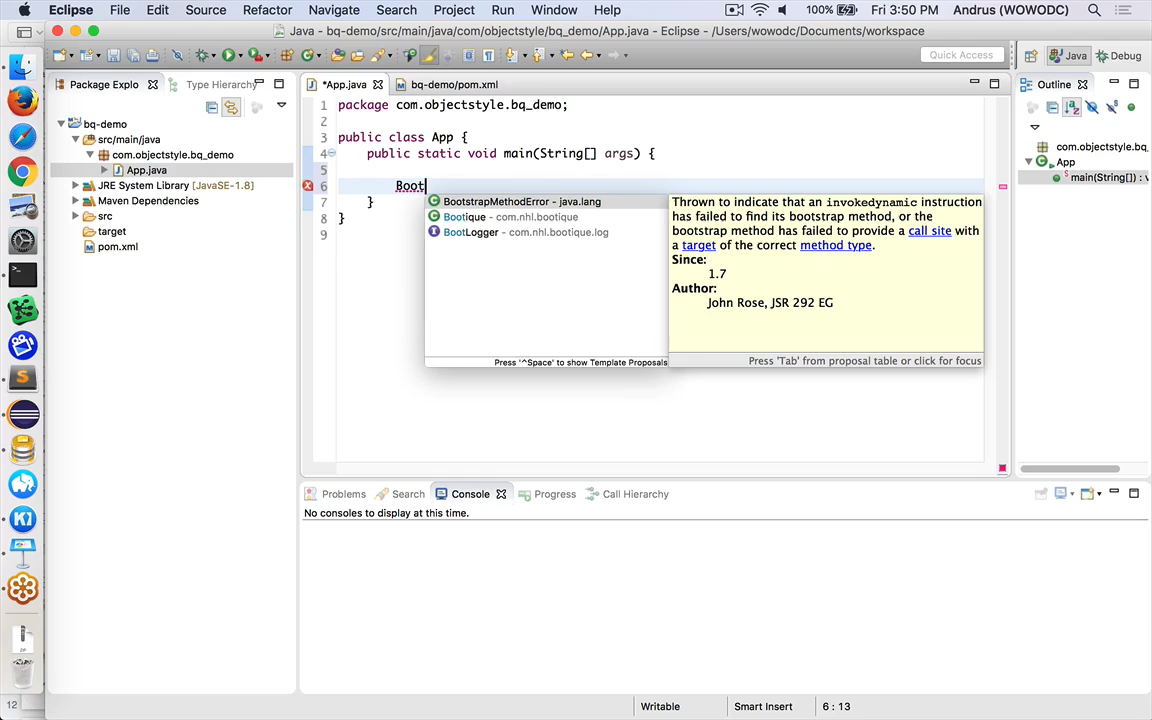 Eclipse File Edit Source Refactor Navigate Search Project Run Window Help 100% Fri 3:50 PM Andrus (WOWODC)
Java - bq-demo/src/main/java/com/objectstyle/bq_demo/App.java - Eclipse - /Users/wowodc/Documents/workspace
Quick Access Java Debug
Package Explo Type Hierarchy *App.java bq-demo/pom.xml Outline
bq-demo
src/main/java
com.objectstyle.bq_demo
App.java
JRE System Library [JavaSE-1.8]
Maven Dependencies
src
target
pom.xml
1 package com.objectstyle.bq_demo;
2
3 public class App {
4 public static void main(String[] args) {
5
6 Boot
7 }
8 }
9
BootstrapMethodError - java.lang
Bootique - com.nhl.bootique
BootLogger - com.nhl.bootique.log
Press '^Space' to show Template Proposals
Thrown to indicate that an invokedynamic instruction
has failed to find its bootstrap method, or the
bootstrap method has failed to provide a call site with
a target of the correct method type.
Since:
1.7
Author:
John Rose, JSR 292 EG
Press 'Tab' from proposal table or click for focus
com.objectstyle.bq_demo
App
main(String[]) : v
Problems Search Console Progress Call Hierarchy
No consoles to display at this time.
Writable Smart Insert 6 : 13
12